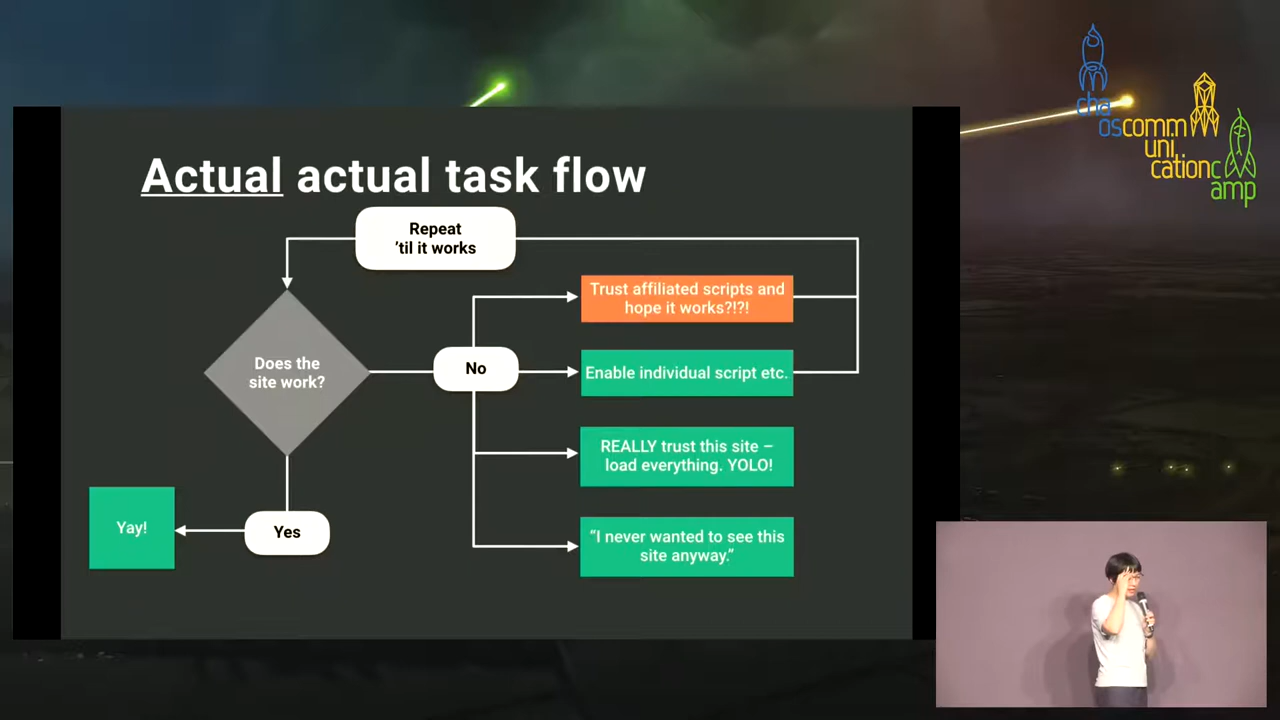 Actual actual task flow
Repeat
’til it works
Trust affiliated scripts and
hope it works?!?!
Does the
site work?
No
Enable individual script etc.
REALLY trust this site –
load everything. YOLO!
Yay!
Yes
“I never wanted to see this
site anyway.”
cha
oscomm
uni
cationc
amp